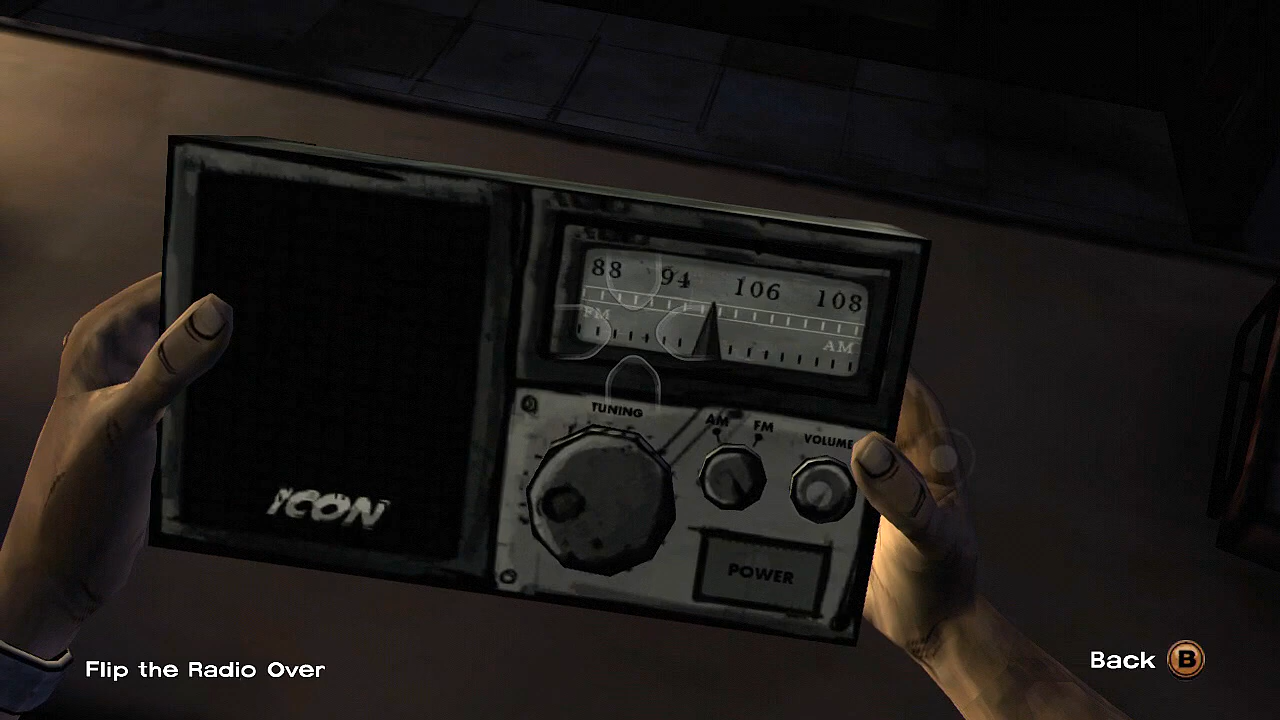 88 94 106 108
FM
AM
TUNING
AM FM
VOLUME
ICON
POWER
Flip the Radio Over
Back B